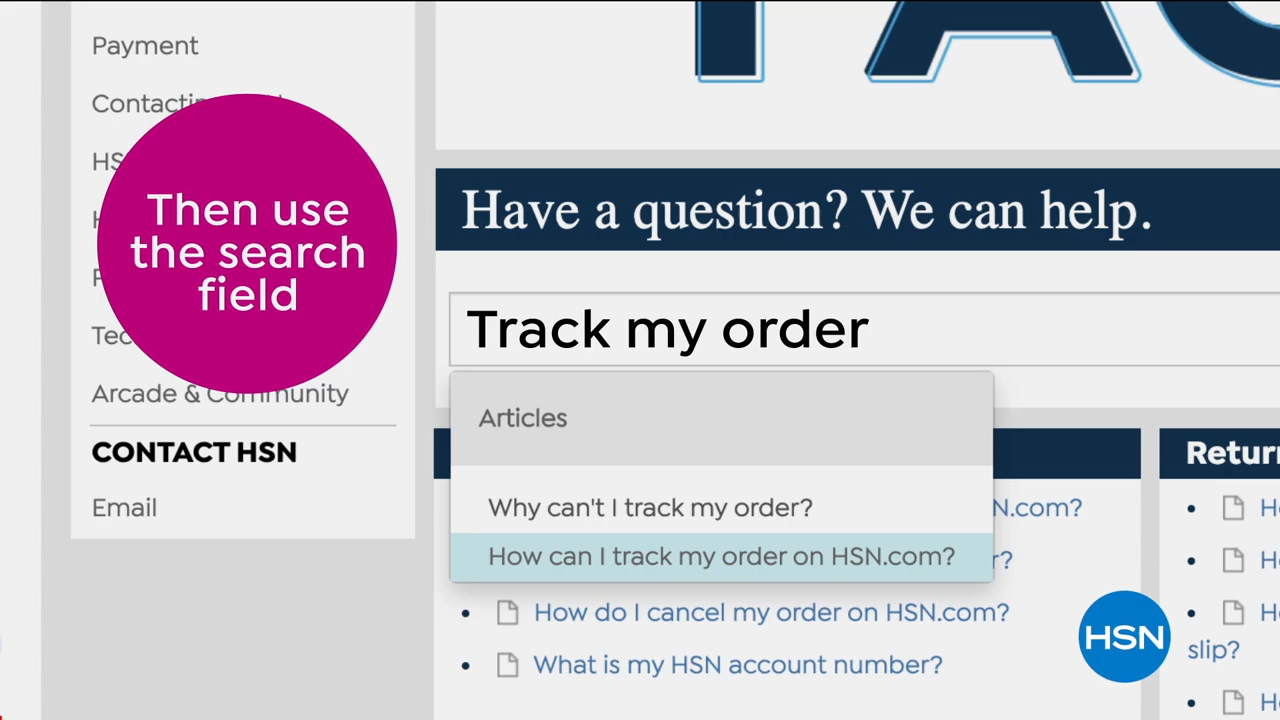 Payment
Then use
the search
field
Arcade & Community
CONTACT HSN
Email
Have a question? We can help.
Track my order
Articles
Why can't I track my order?
How can I track my order on HSN.com?
How do I cancel my order on HSN.com?
What is my HSN account number?
slip?
HSN